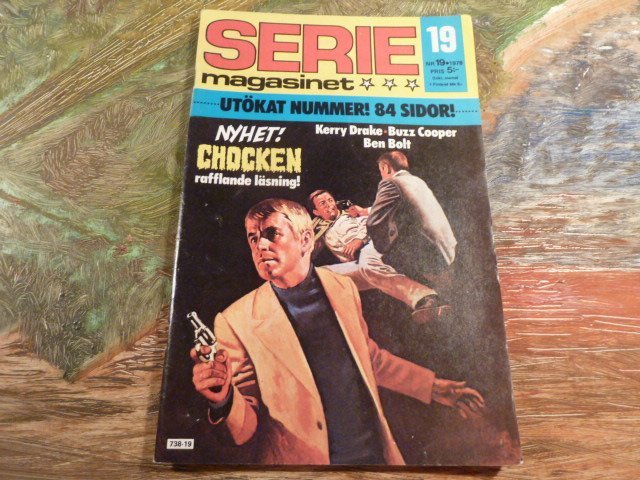 SERIE
magasinet
19
NR 19•1978
PRIS 5:-
UTÖKAT NUMMER! 84 SIDOR!
NYHET!
CHOCKEN
rafflande läsning!
Kerry Drake•Buzz Cooper
Ben Bolt
738-19